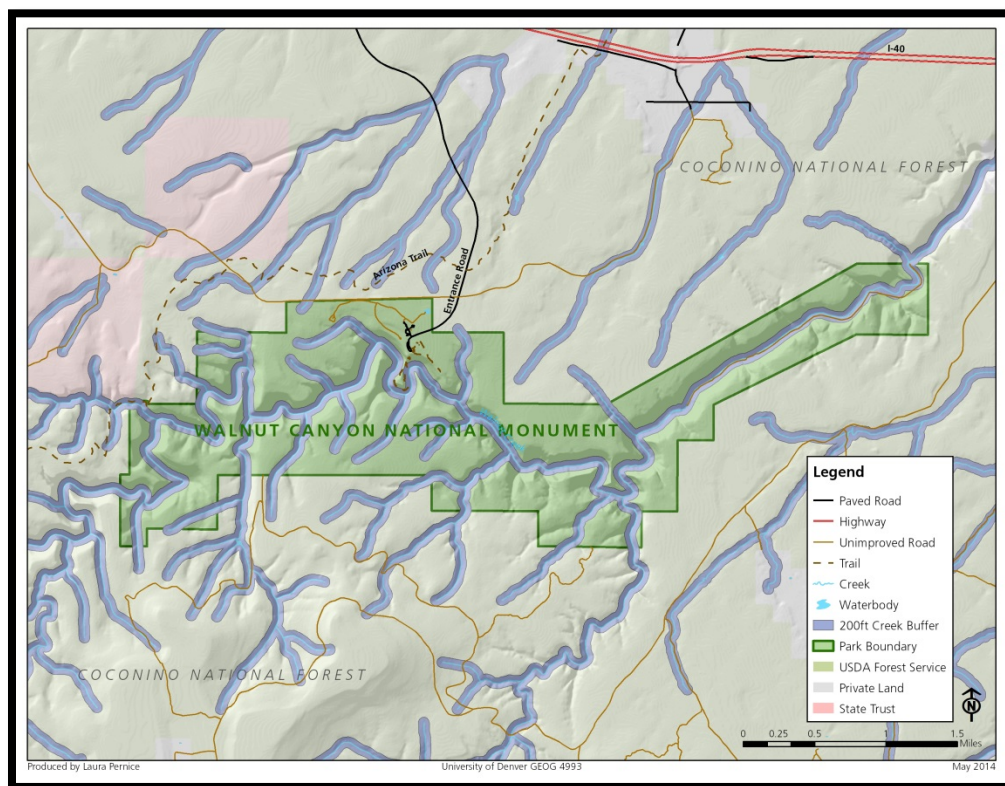 I-40
COCONINO NATIONAL FOREST
Arizona Trail
Entrance Road
WALNUT CANYON NATIONAL MONUMENT
COCONINO NATIONAL FOREST
Legend
Paved Road
Highway
Unimproved Road
Trail
Creek
Waterbody
200ft Creek Buffer
Park Boundary
USDA Forest Service
Private Land
State Trust
N
0 0.25 0.5 1 1.5
Miles
Produced by Laura Pernice
University of Denver GEOG 4993
May 2014